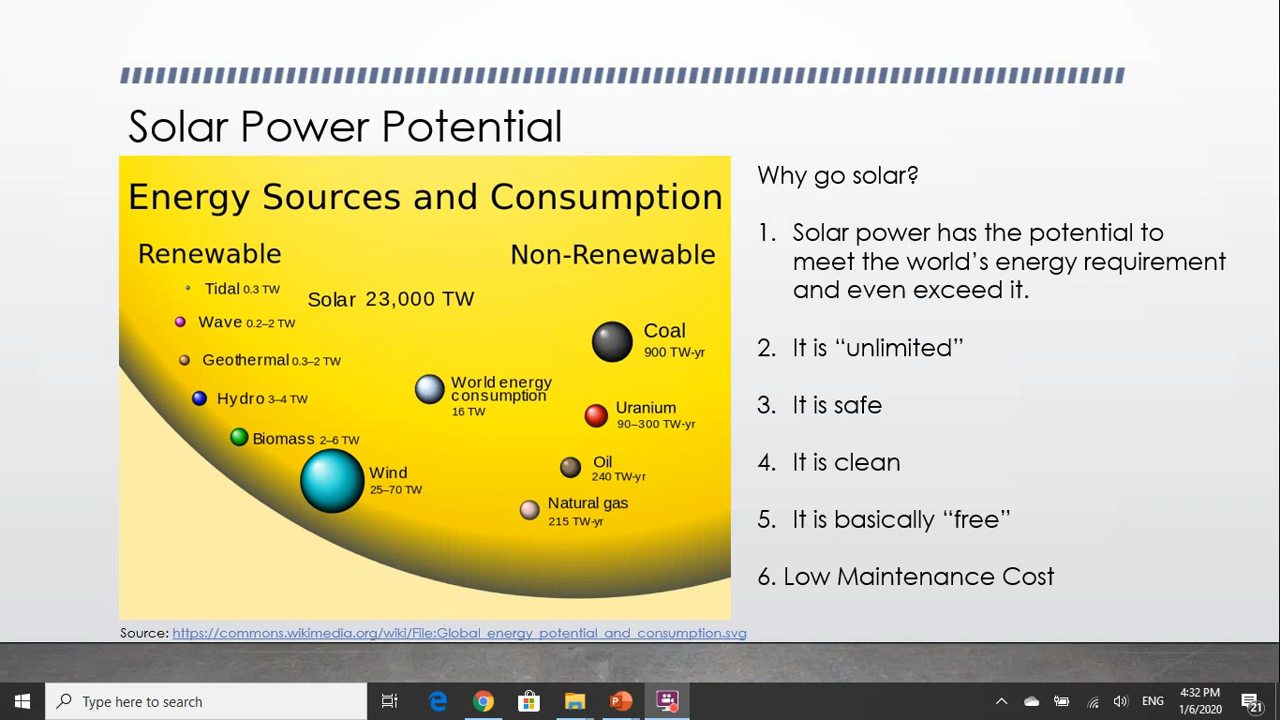 Solar Power Potential
Energy Sources and Consumption
Renewable
Non-Renewable
Tidal 0.3 TW
Solar 23,000 TW
Wave 0.2–2 TW
Geothermal 0.3–2 TW
Hydro 3–4 TW
Biomass 2–6 TW
Wind
25–70 TW
World energy
consumption
16 TW
Coal
900 TW-yr
Uranium
90–300 TW-yr
Oil
240 TW-yr
Natural gas
215 TW-yr
Source: https://commons.wikimedia.org/wiki/File:Global_energy_potential_and_consumption.svg
Why go solar?
1. Solar power has the potential to
meet the world’s energy requirement
and even exceed it.
2. It is “unlimited”
3. It is safe
4. It is clean
5. It is basically “free”
6. Low Maintenance Cost
Type here to search
ENG
4:32 PM
1/6/2020
21